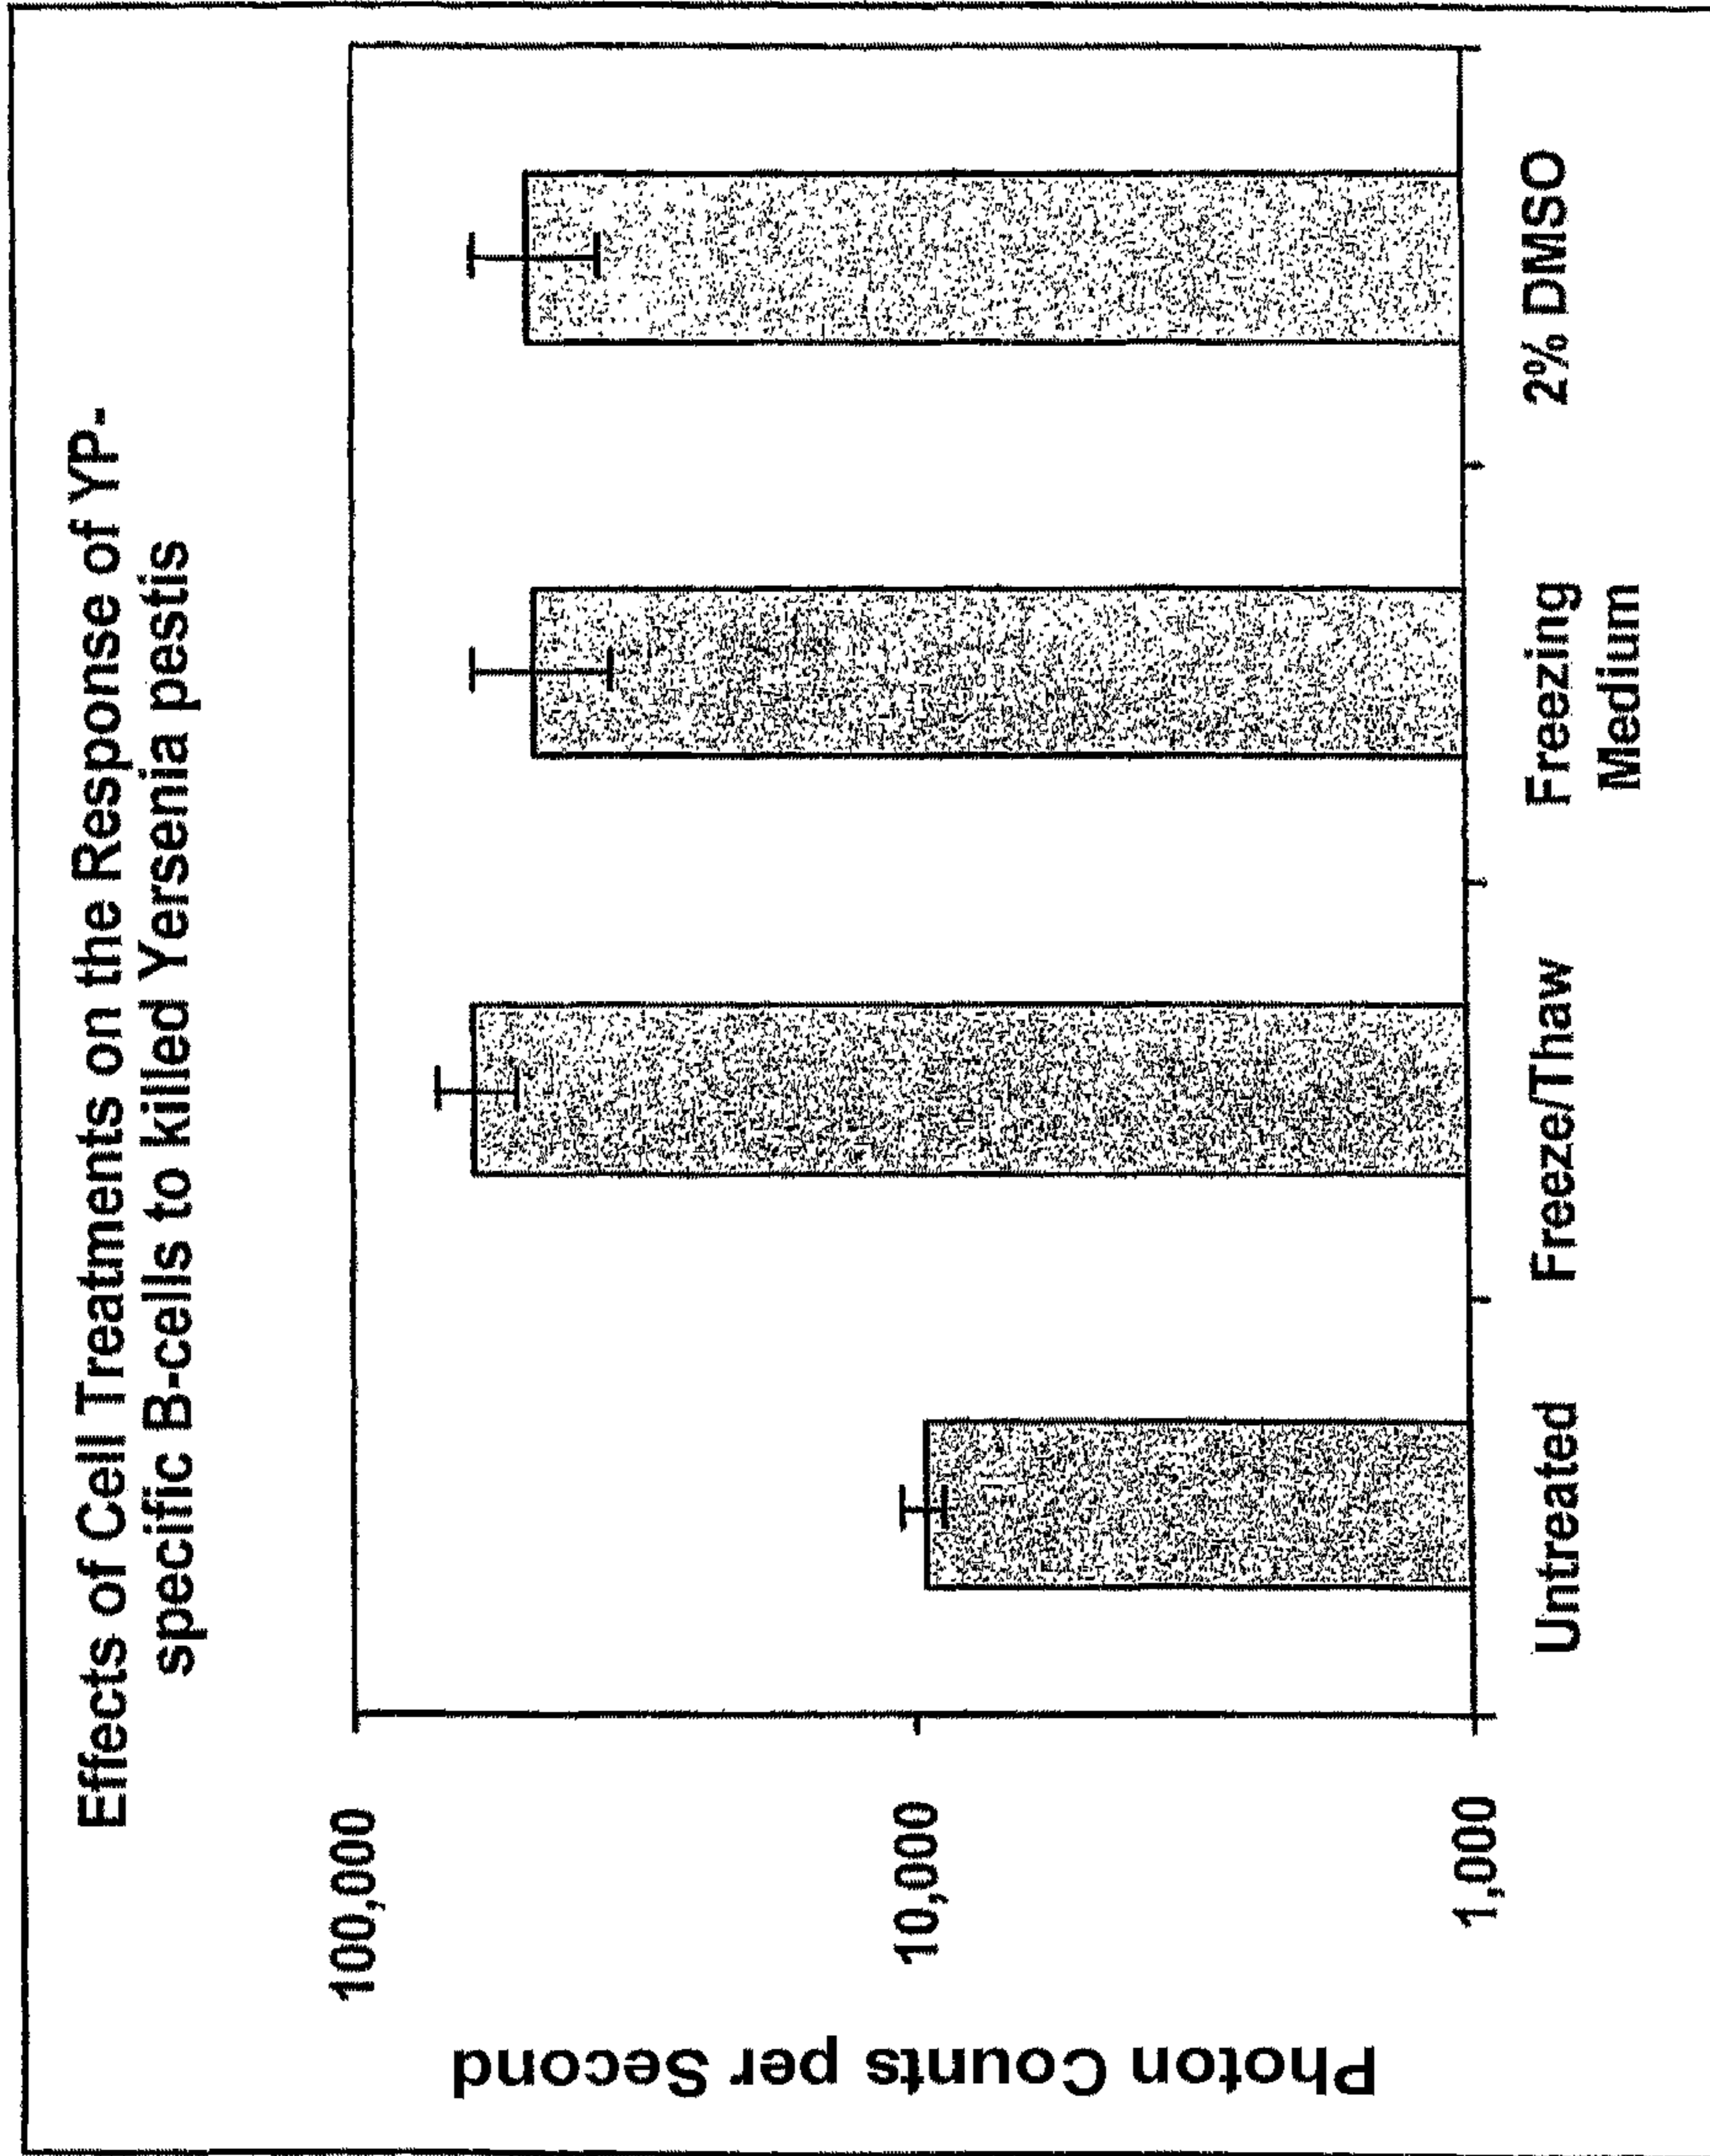 Effects of Cell Treatments on the Response of YP-
specific B-cells to killed Yersenia pestis
Photon Counts per Second
100,000
10,000
1,000
Untreated
Freeze/Thaw
Freezing
Medium
2% DMSO